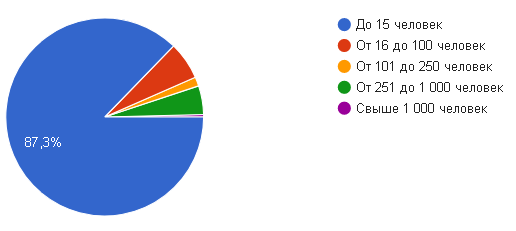 До 15 человек
От 16 до 100 человек
От 101 до 250 человек
От 251 до 1 000 человек
Свыше 1 000 человек
87,3%